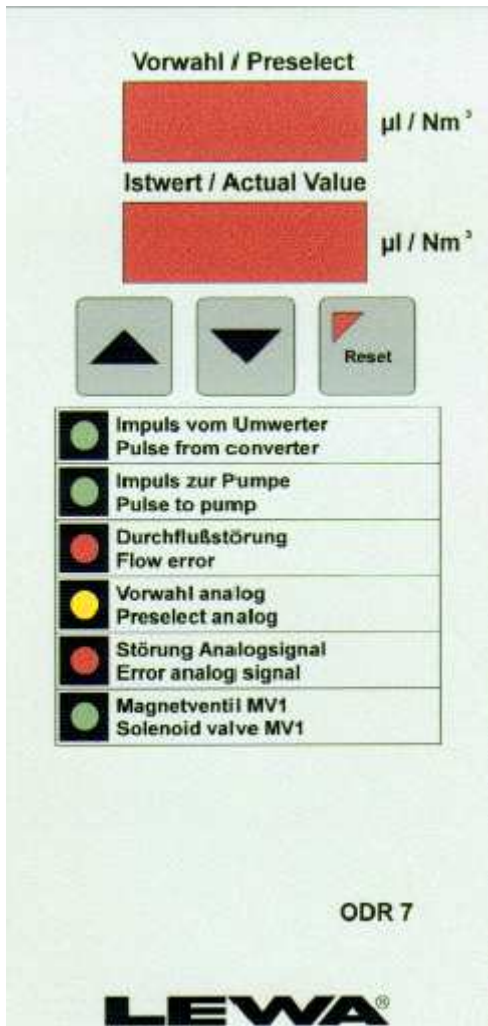 Vorwahl / Preselect
µl / Nm³
Istwert / Actual Value
µl / Nm³
Reset
Impuls vom Umwerter
Pulse from converter
Impuls zur Pumpe
Pulse to pump
Durchflußstörung
Flow error
Vorwahl analog
Preselect analog
Störung Analogsignal
Error analog signal
Magnetventil MV1
Solenoid valve MV1
ODR 7
LEWA®